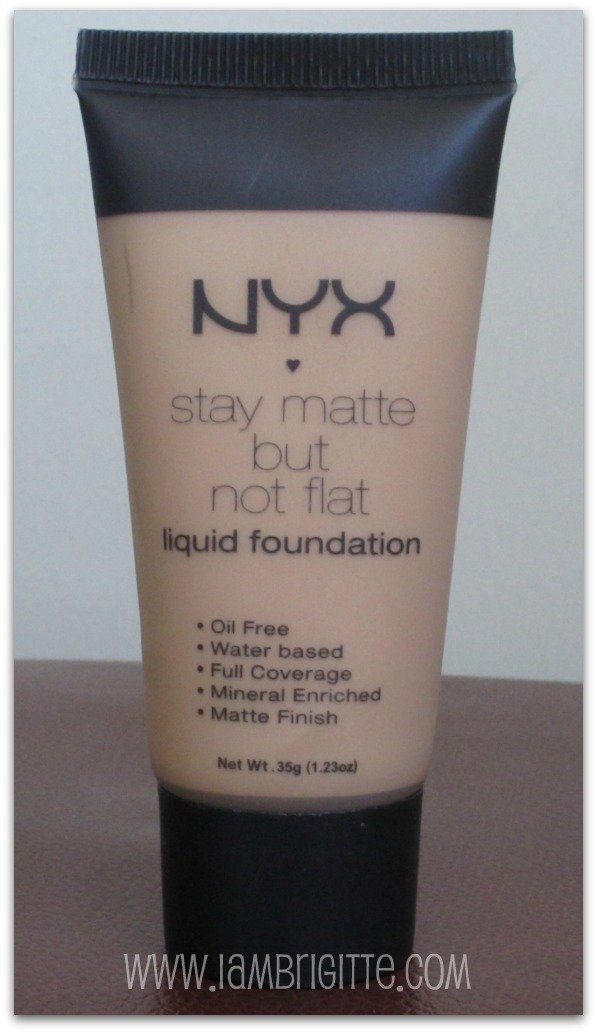 NYX
♥
stay matte
but
not flat
liquid foundation
• Oil Free
• Water based
• Full Coverage
• Mineral Enriched
• Matte Finish
Net Wt. 35g (1.23oz)
WWW.IAMBRIGITTE.COM